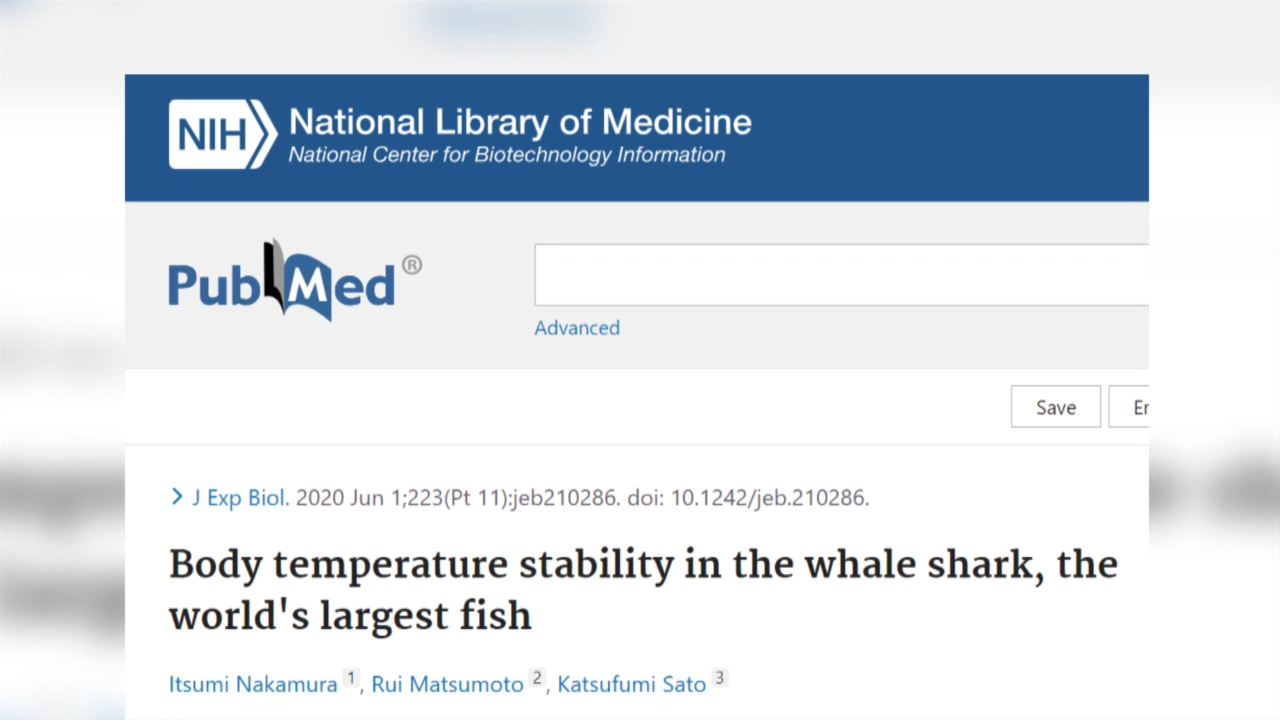 NIH National Library of Medicine
National Center for Biotechnology Information
PubMed®
Advanced
Save
J Exp Biol. 2020 Jun 1;223(Pt 11):jeb210286. doi: 10.1242/jeb.210286.
Body temperature stability in the whale shark, the
world's largest fish
Itsumi Nakamura 1, Rui Matsumoto 2, Katsufumi Sato 3